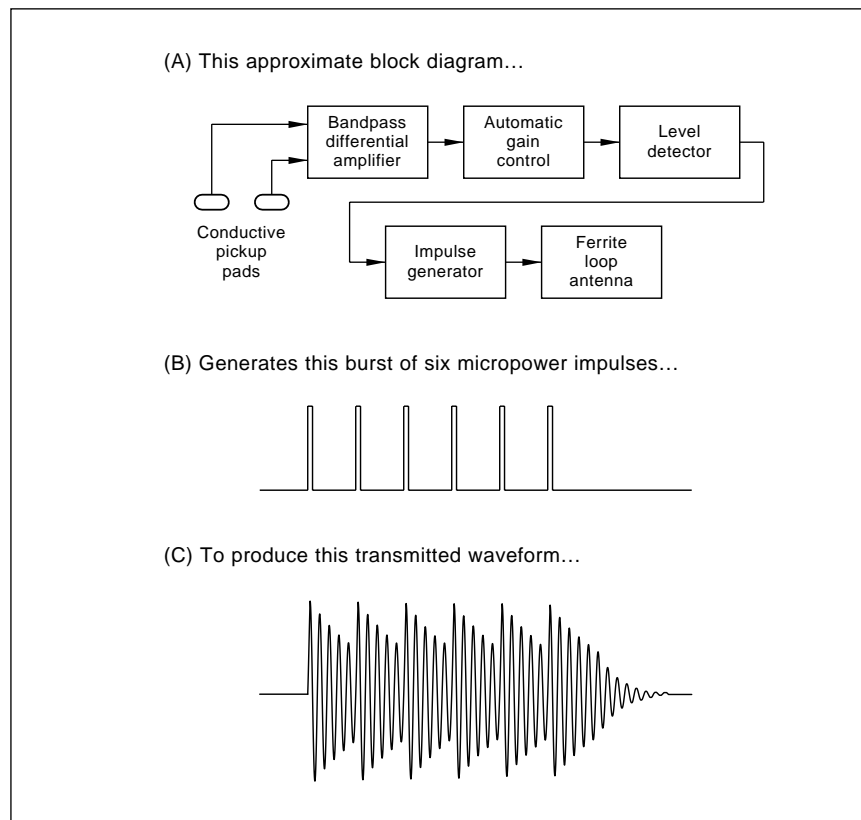 (A) This approximate block diagram…
Bandpass
differential
amplifier
Automatic
gain
control
Level
detector
Conductive
pickup
pads
Impulse
generator
Ferrite
loop
antenna
(B) Generates this burst of six micropower impulses…
(C) To produce this transmitted waveform…